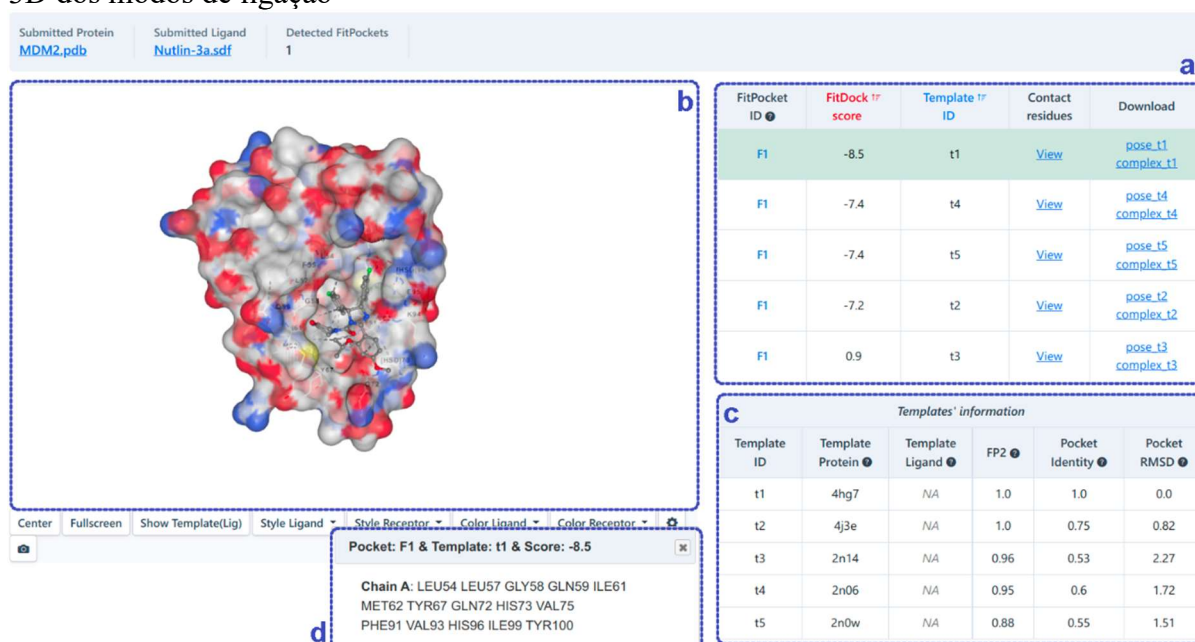 3D dos modos de ligação
Submitted Protein Submitted Ligand Detected FitPockets
MDM2.pdb Nutlin-3a.sdf 1
a
b
FitPocket ID FitDock score Template ID Contact residues Download
F1 -8.5 t1 View pose_t1 complex_t1
F1 -7.4 t4 View pose_t4 complex_t4
F1 -7.4 t5 View pose_t5 complex_t5
F1 -7.2 t2 View pose_t2 complex_t2
F1 0.9 t3 View pose_t3 complex_t3
c
Templates' information
Template ID Template Protein Template Ligand FP2 Pocket Identity Pocket RMSD
t1 4hg7 NA 1.0 1.0 0.0
t2 4j3e NA 1.0 0.75 0.82
t3 2n14 NA 0.96 0.53 2.27
t4 2n06 NA 0.95 0.6 1.72
t5 2n0w NA 0.88 0.55 1.51
Center Fullscreen Show Template(Lig) Style Ligand Style Receptor Color Ligand Color Receptor
Pocket: F1 & Template: t1 & Score: -8.5
Chain A: LEU54 LEU57 GLY58 GLN59 ILE61
MET62 TYR67 GLN72 HIS73 VAL75
PHE91 VAL93 HIS96 ILE99 TYR100
d